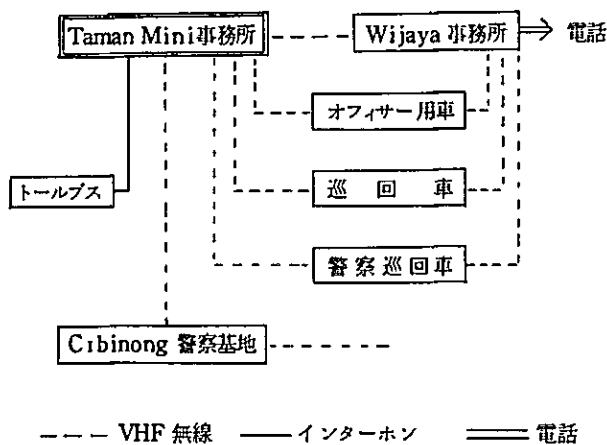 Taman Mini事務所
Wijaya 事務所
電話
オフィサー用車
トールブス
巡回車
警察巡回車
Cibinong 警察基地
VHF 無線
インターホン
電話